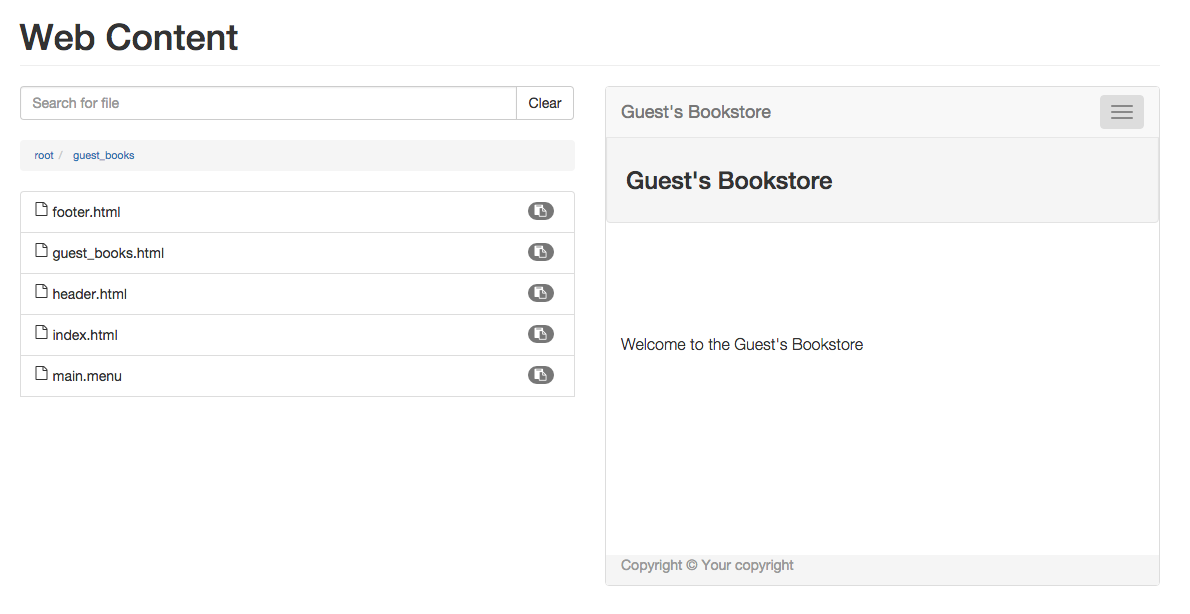 Web Content
Search for file
Clear
root / guest_books
footer.html
guest_books.html
header.html
index.html
main.menu
Guest's Bookstore
Guest's Bookstore
Welcome to the Guest's Bookstore
Copyright © Your copyright